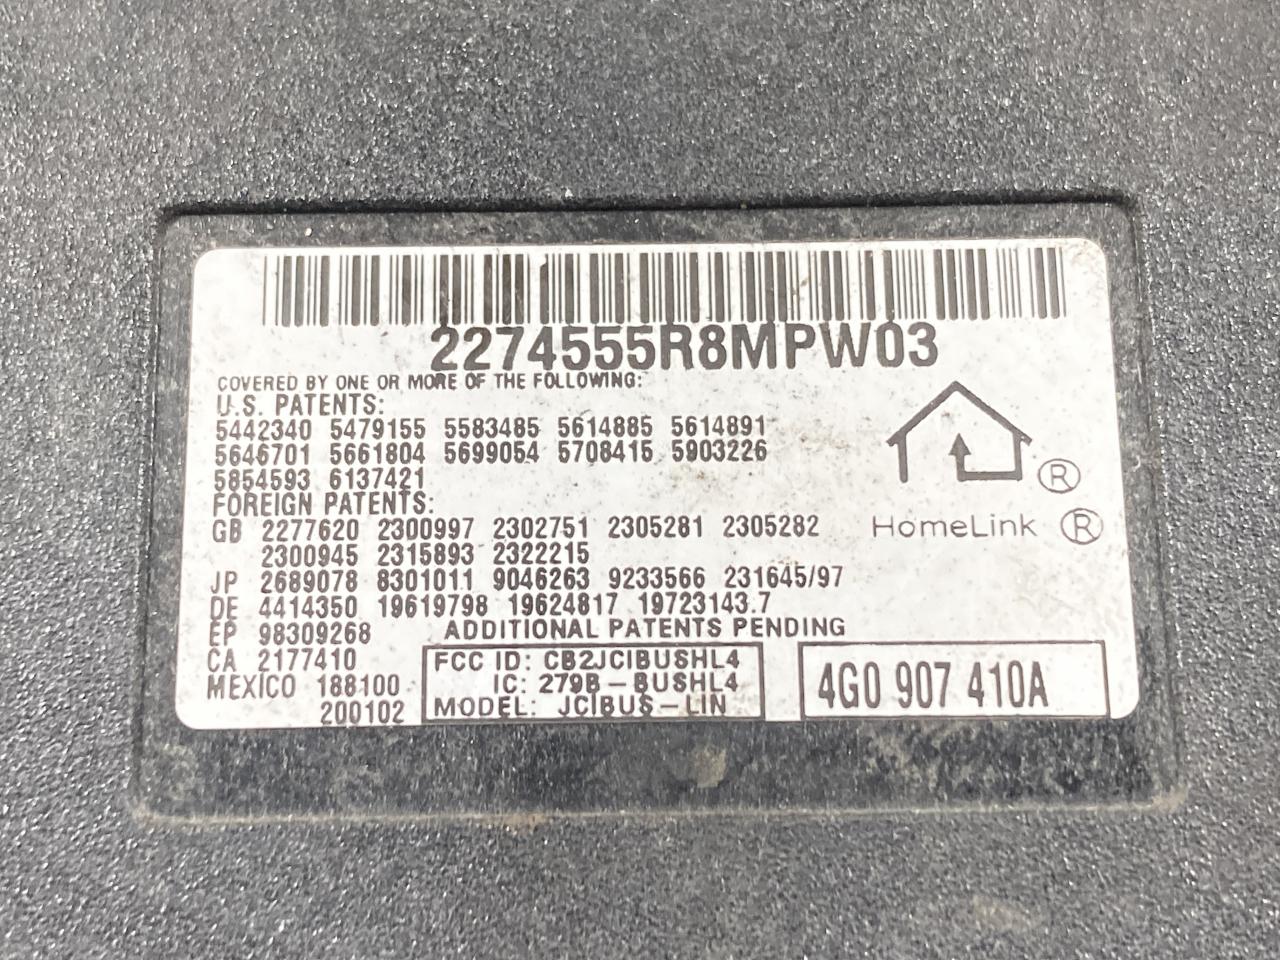 2274555R8MPW03
COVERED BY ONE OR MORE OF THE FOLLOWING:
U.S. PATENTS:
5442340 5479155 5583485 5614885 5614891
5646701 5661804 5699054 5708415 5903226
5854593 6137421
FOREIGN PATENTS:
GB 2277620 2300997 2302751 2305281 2305282
2300945 2315893 2322215
JP 2689078 8301011 9046263 9233566 231645/97
DE 4414350 19619798 19624817 19723143.7
EP 98309268
ADDITIONAL PATENTS PENDING
CA 2177410
MEXICO 188100
200102
FCC ID: CB2JCIBUSHL4
IC: 279B-BUSHL4
MODEL: JCIBUS-LIN
®
HomeLink ®
4G0 907 410A